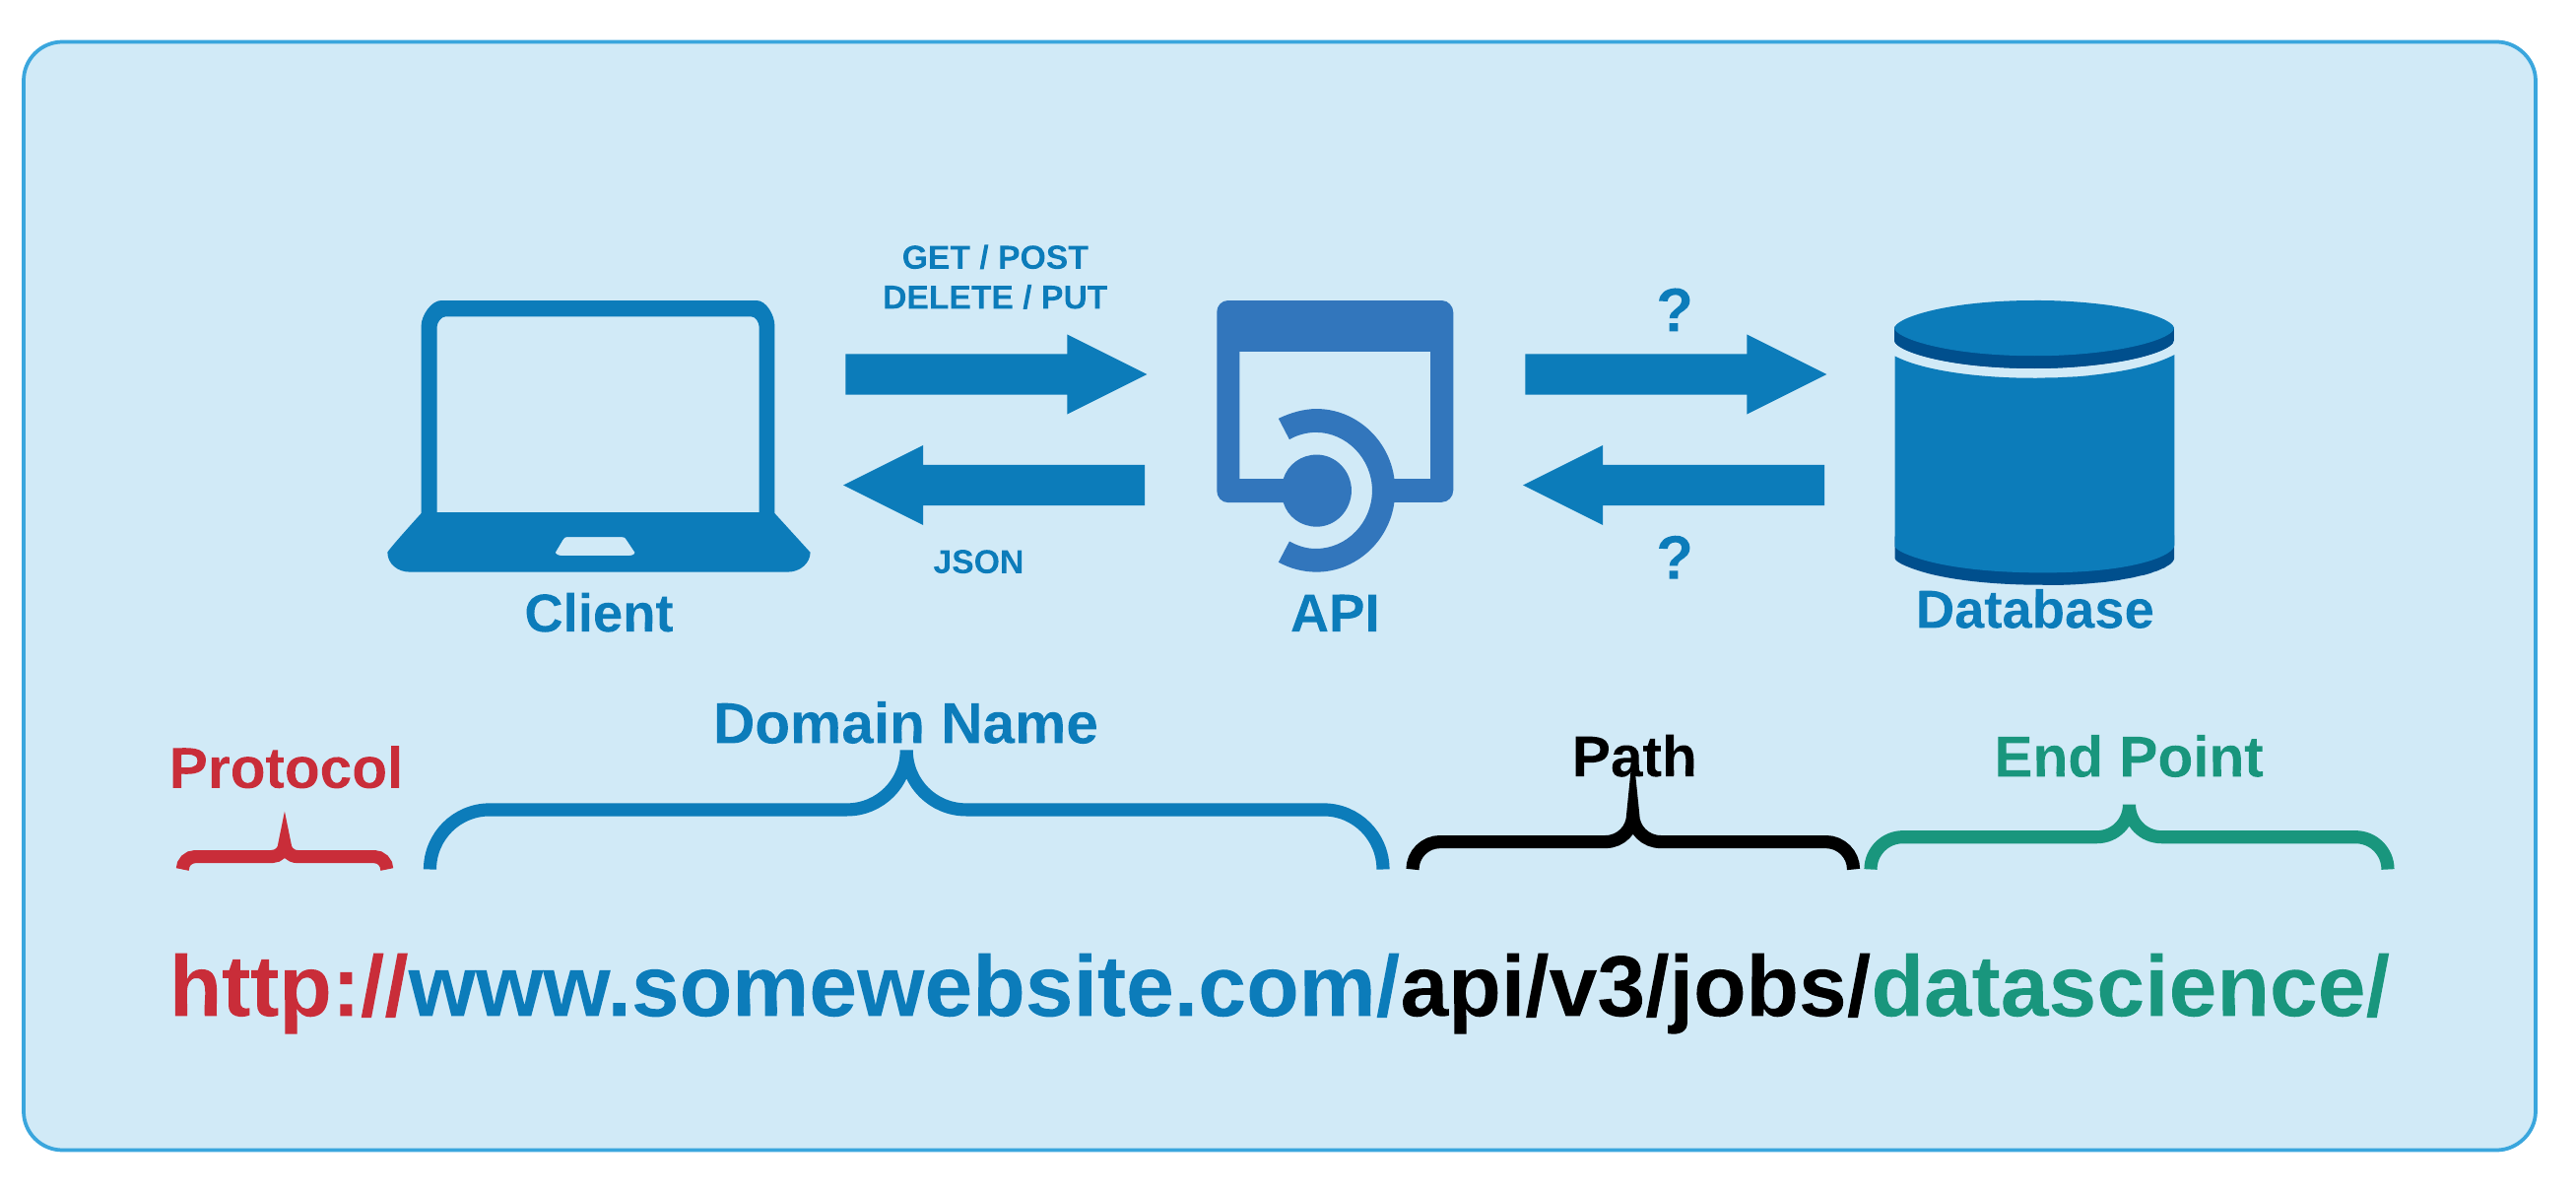 GET / POST
DELETE / PUT
?
JSON
?
Client
API
Database
Domain Name
Protocol
Path
End Point
http://www.somewebsite.com/api/v3/jobs/datascience/